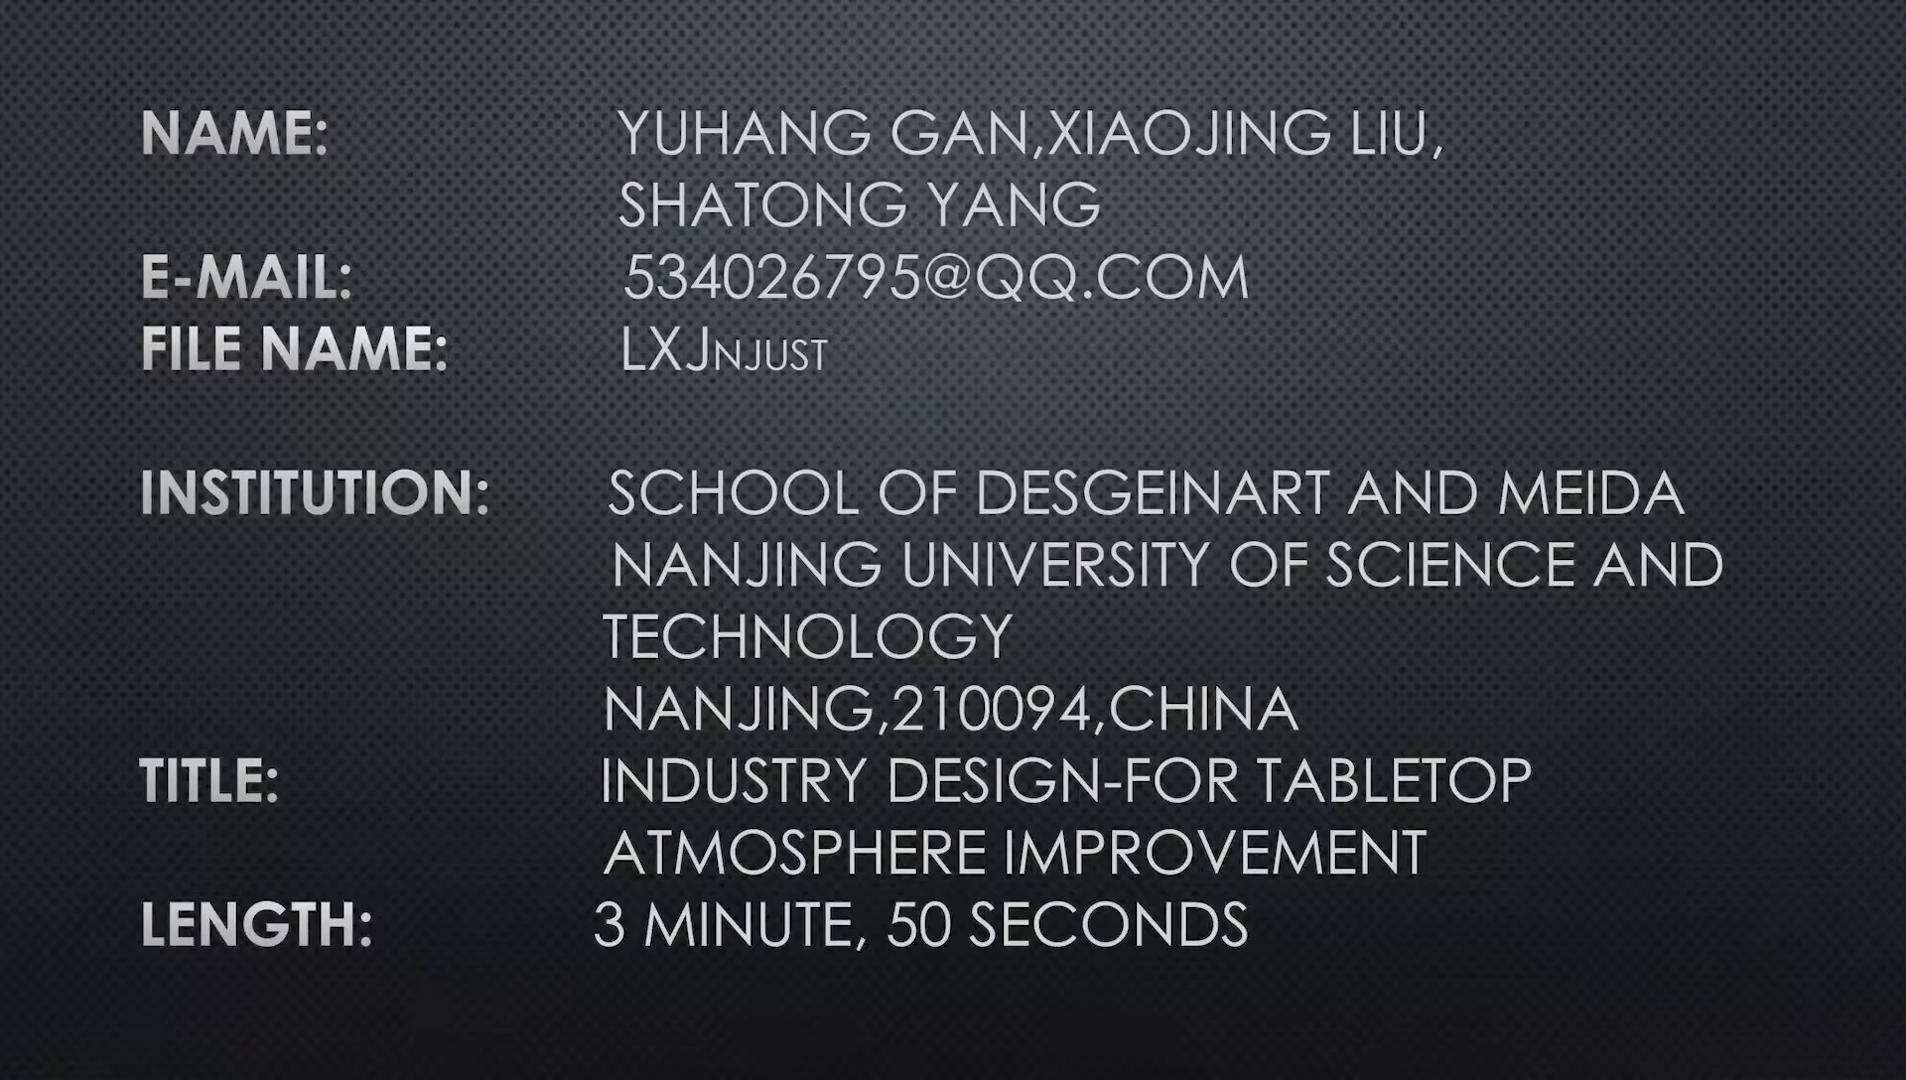 NAME: YUHANG GAN,XIAOJING LIU,
SHATONG YANG
E-MAIL: 534026795@QQ.COM
FILE NAME: LXJNJUST
INSTITUTION: SCHOOL OF DESGEINART AND MEIDA
NANJING UNIVERSITY OF SCIENCE AND
TECHNOLOGY
NANJING,210094,CHINA
TITLE: INDUSTRY DESIGN-FOR TABLETOP
ATMOSPHERE IMPROVEMENT
LENGTH: 3 MINUTE, 50 SECONDS